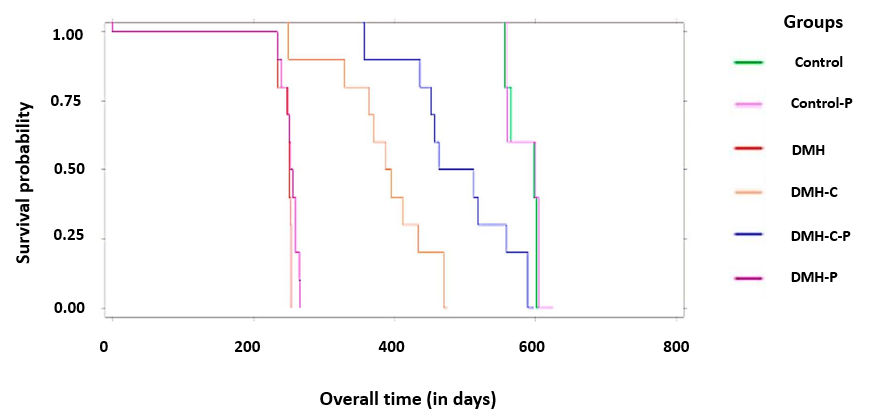 Groups
1.00
Control
0.75
Control-P
Survival probability
DMH
0.50
DMH-C
0.25
DMH-C-P
DMH-P
0.00
0 200 400 600 800
Overall time (in days)